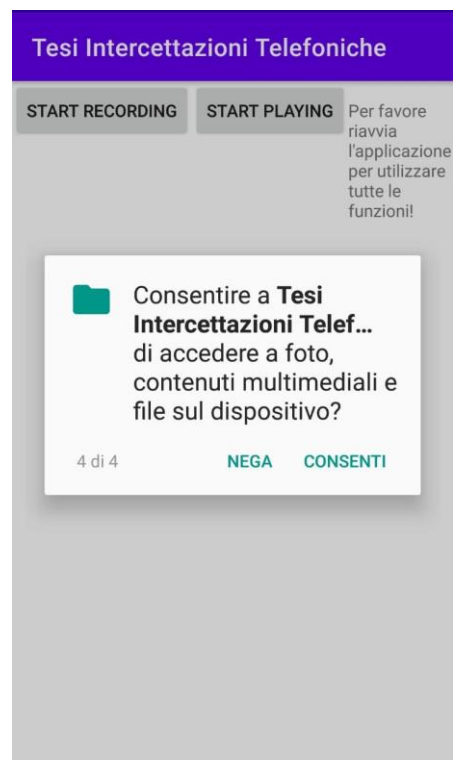 Tesi Intercettazioni Telefoniche
START RECORDING
START PLAYING
Per favore
riavvia
l'applicazione
per utilizzare
tutte le
funzioni!
Consentire a Tesi
Intercettazioni Telef...
di accedere a foto,
contenuti multimediali e
file sul dispositivo?
4 di 4
NEGA
CONSENTI